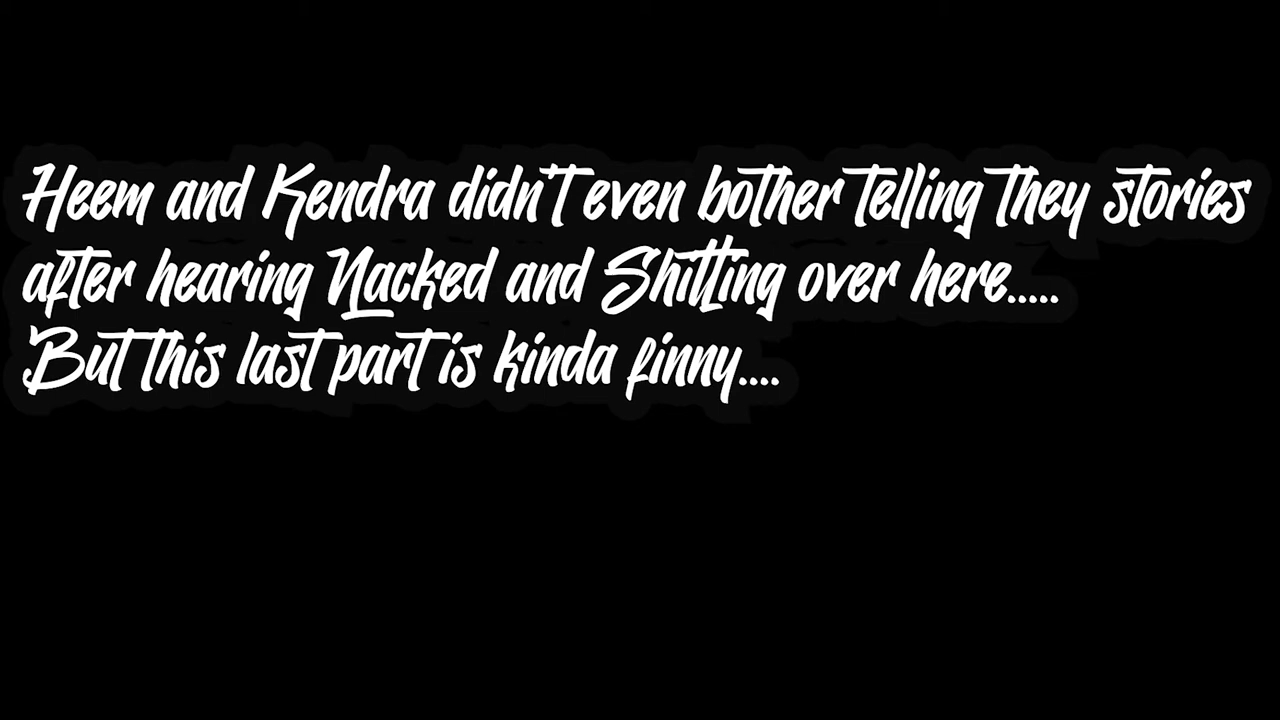 Heem and Kendra didn't even bother telling they stories
after hearing Nacked and Shitting over here.....
But this last part is kinda finny....